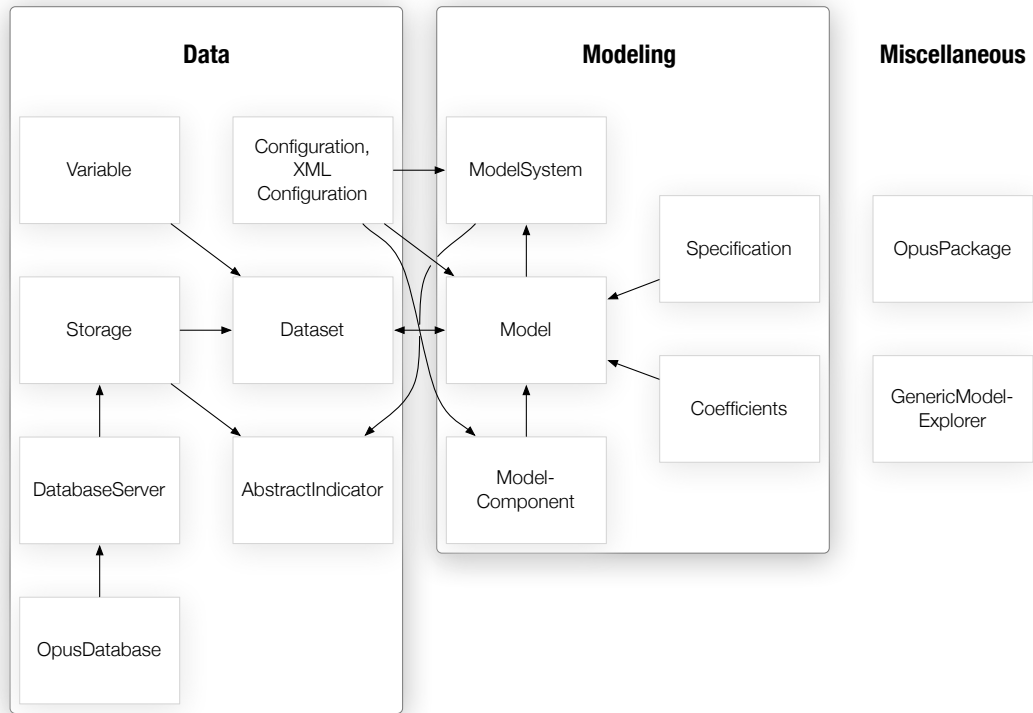 Data
Variable
Configuration,
XML
Configuration
Storage
Dataset
DatabaseServer
AbstractIndicator
OpusDatabase
Modeling
ModelSystem
Specification
Model
Coefficients
Model-
Component
Miscellaneous
OpusPackage
GenericModel-
Explorer